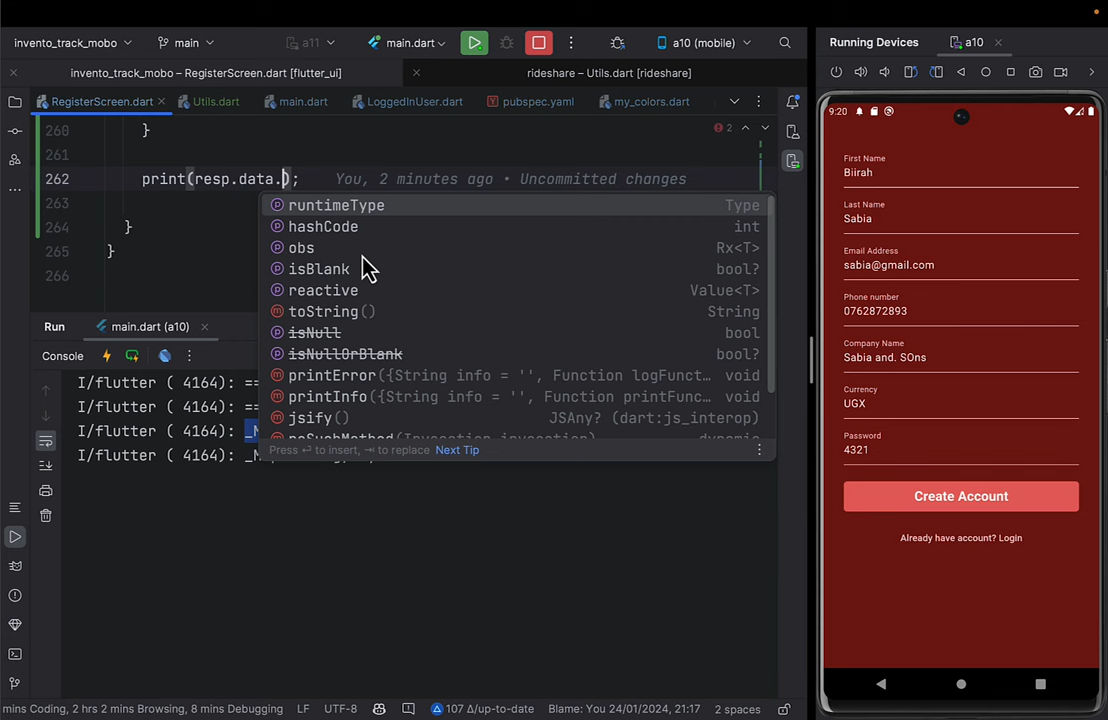 invento_track_mobo
main
a11
main.dart
a10 (mobile)
Running Devices
a10
invento_track_mobo – RegisterScreen.dart [flutter_ui]
rideshare – Utils.dart [rideshare]
RegisterScreen.dart
Utils.dart
main.dart
LoggedInUser.dart
pubspec.yaml
my_colors.dart
260 }
2
261
262 print(resp.data.); You, 2 minutes ago • Uncommitted changes
263
264 }
265 }
266
runtimeType Type
hashCode int
obs Rx<T>
isBlank bool?
reactive Value<T>
toString() String
isNull bool
isNullOrBlank bool?
printError({String info = '', Function logFunct… void
printInfo({String info = '', Function printFunc… void
jsify() JSAny? (dart:js_interop)
noSuchMethod(Invocation invocation) dynamic
Press ⏎ to insert, ⇥ to replace Next Tip
Run
main.dart (a10)
Console
I/flutter ( 4164): ==
I/flutter ( 4164): ==
I/flutter ( 4164):
I/flutter ( 4164):
mins Coding, 2 hrs 2 mins Browsing, 8 mins Debugging
LF
UTF-8
107 Δ/up-to-date
Blame: You 24/01/2024, 21:17
2 spaces
9:20
First Name
Biirah
Last Name
Sabia
Email Address
sabia@gmail.com
Phone number
0762872893
Company Name
Sabia and. SOns
Currency
UGX
Password
4321
Create Account
Already have account? Login